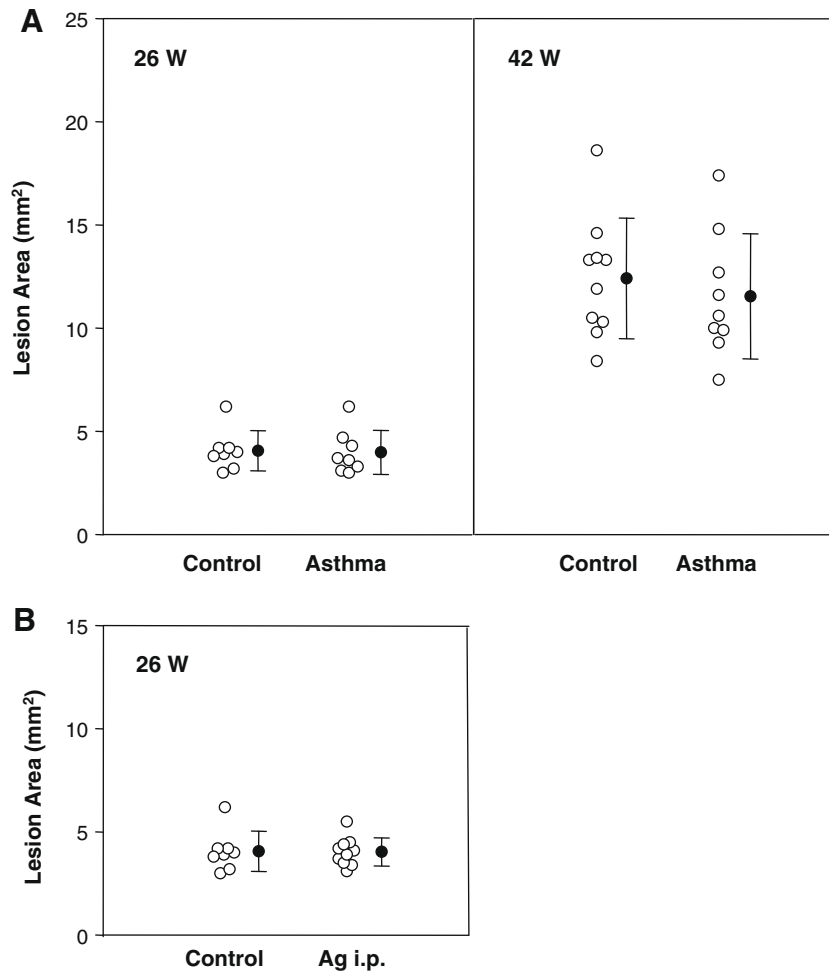 A
26 W
42 W
25
20
15
10
5
0
Lesion Area (mm²)
Control Asthma Control Asthma
B
26 W
15
10
5
0
Lesion Area (mm²)
Control Ag i.p.